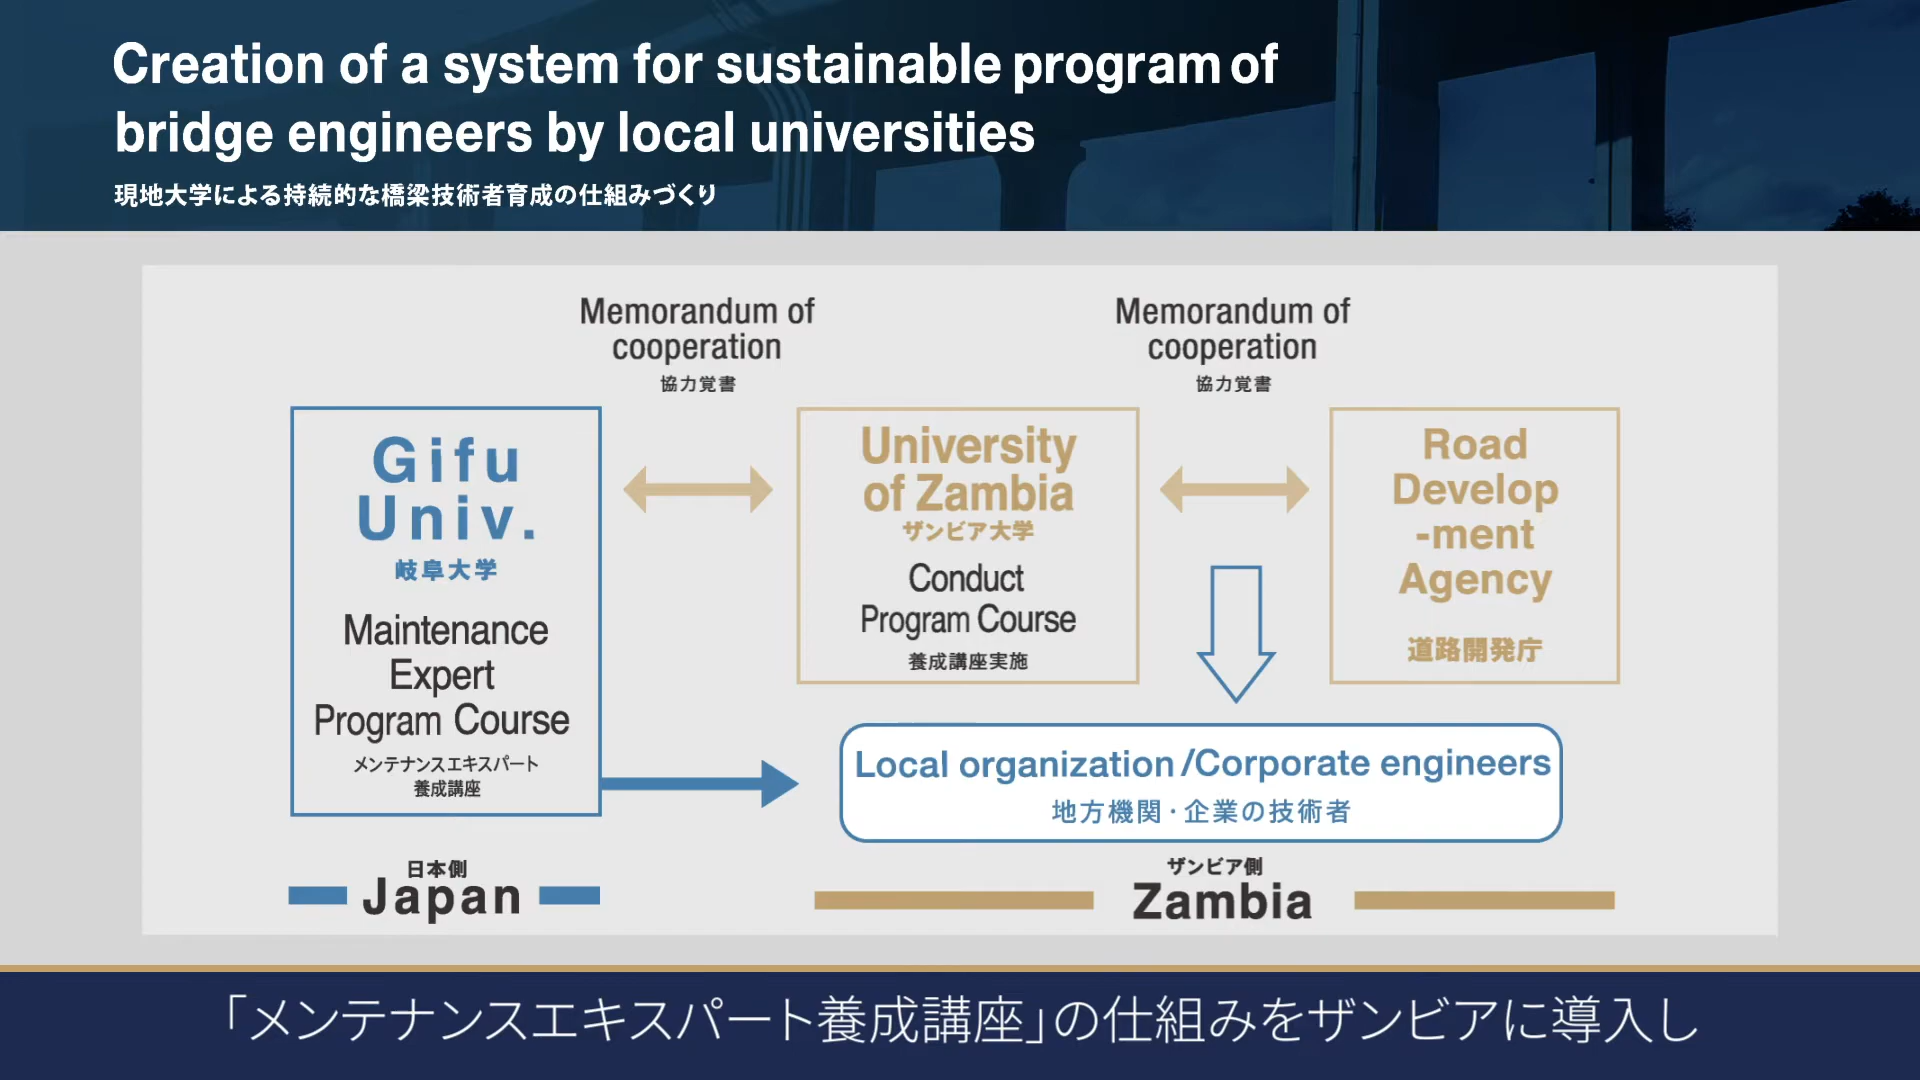 Creation of a system for sustainable program of
bridge engineers by local universities
現地大学による持続的な橋梁技術者育成の仕組みづくり
Memorandum of
cooperation
協力覚書
Memorandum of
cooperation
協力覚書
Gifu
Univ.
岐阜大学
Maintenance
Expert
Program Course
メンテナンスエキスパート
養成講座
University
of Zambia
ザンビア大学
Conduct
Program Course
養成講座実施
Road
Develop
-ment
Agency
道路開発庁
Local organization/Corporate engineers
地方機関・企業の技術者
日本側
Japan
ザンビア側
Zambia
「メンテナンスエキスパート養成講座」の仕組みをザンビアに導入し